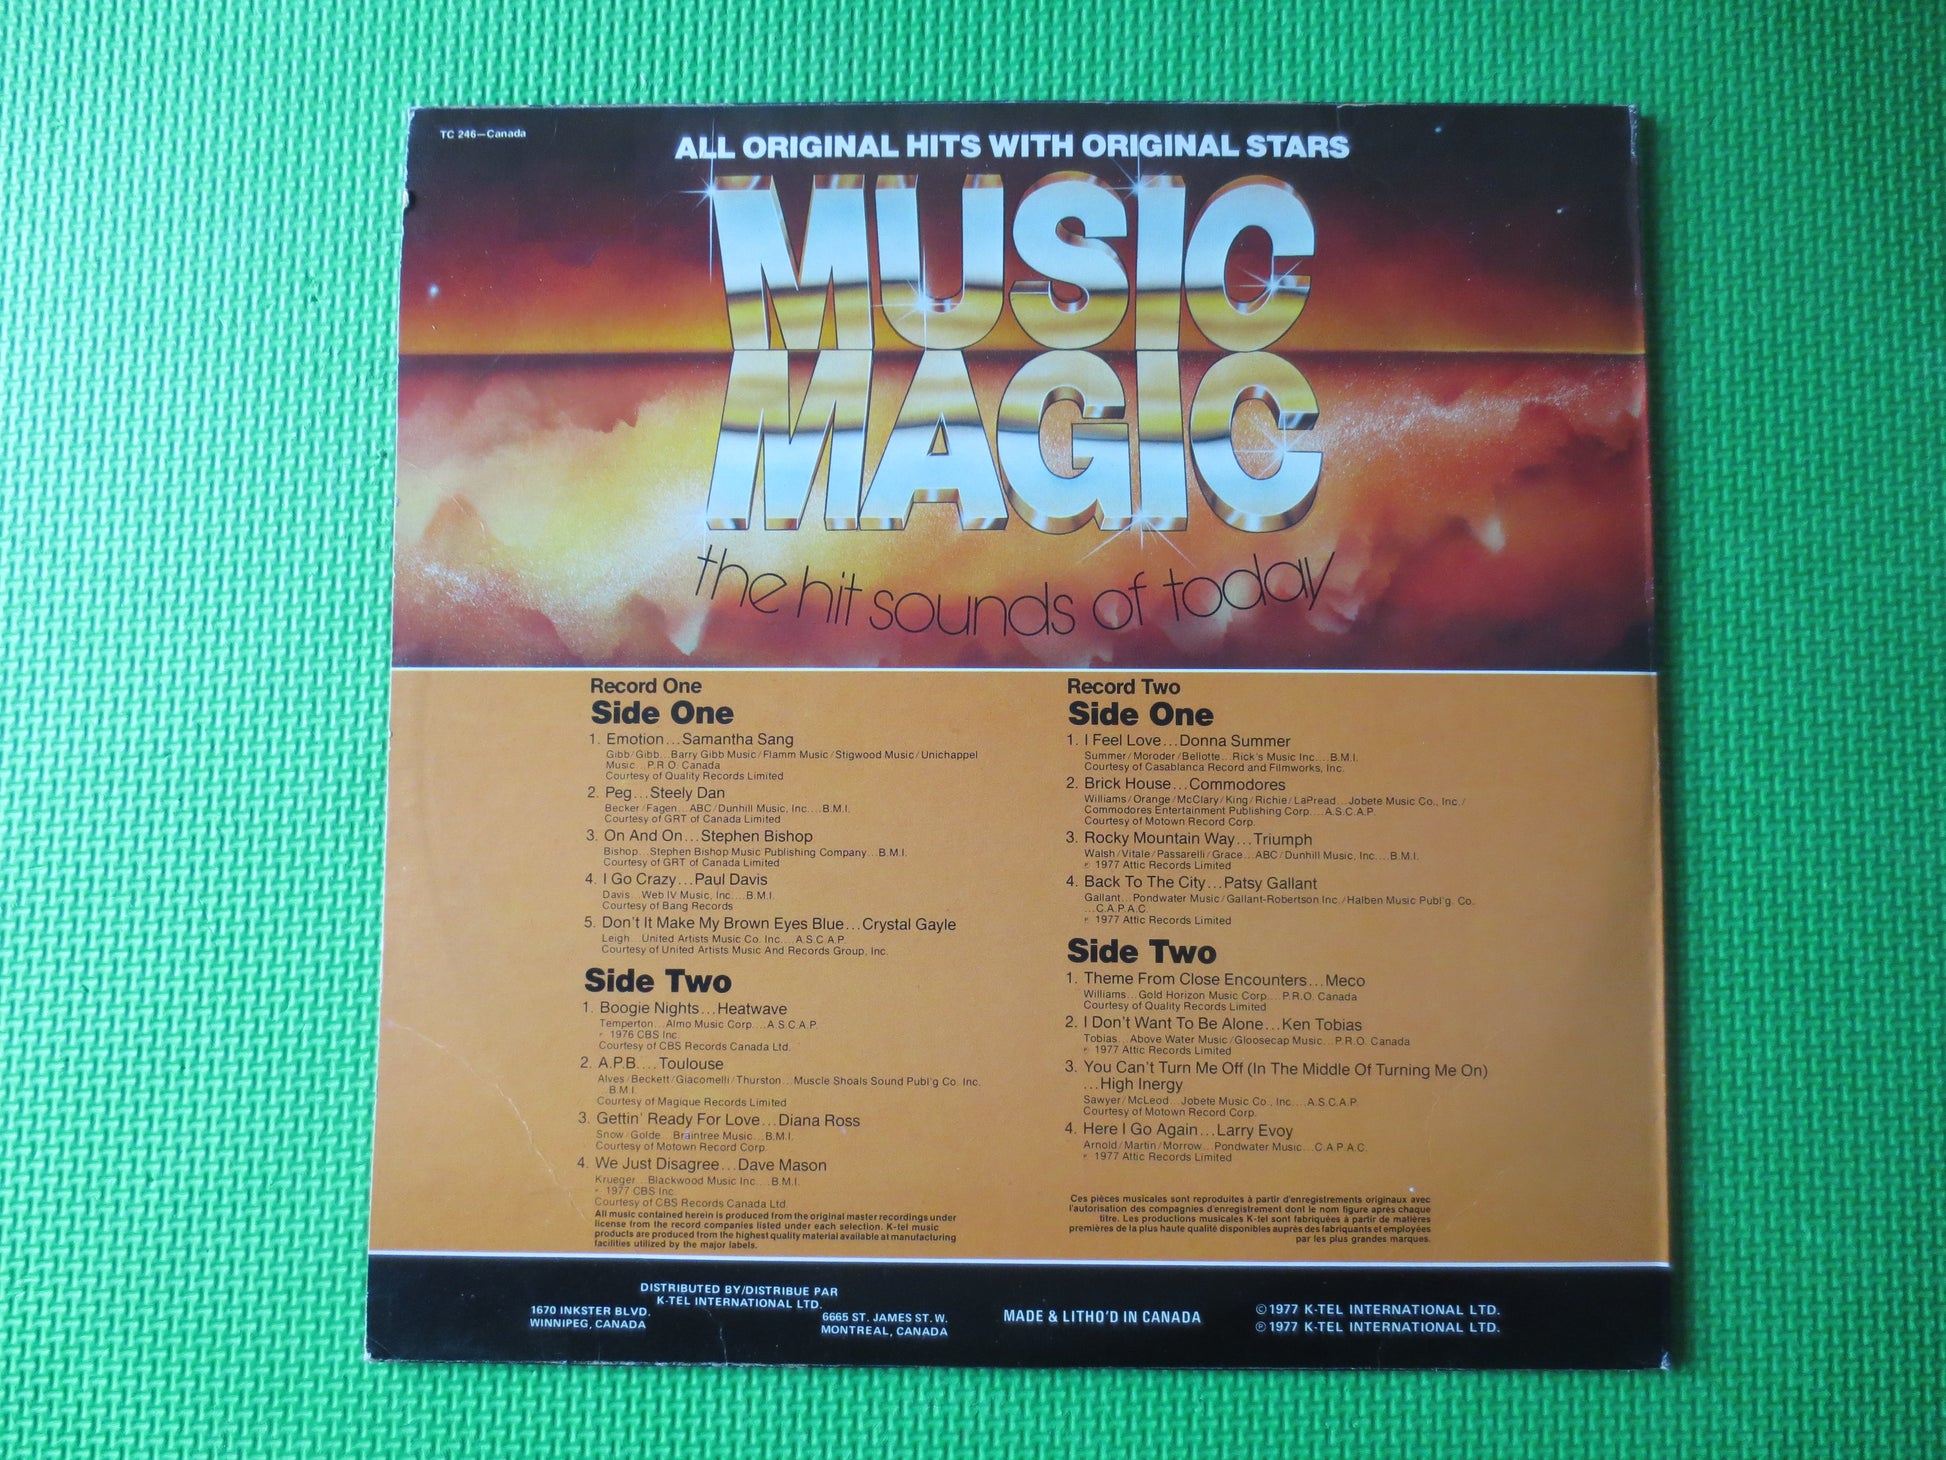 TC 246—Canada
ALL ORIGINAL HITS WITH ORIGINAL STARS
MUSIC
MAGIC
the hit sounds of today
Record One
Side One
1. Emotion...Samantha Sang
Gibb/Gibb...Barry Gibb Music/Flamm Music/Stigwood Music/Unichappel
Music...P.R.O. Canada
Courtesy of Quality Records Limited
2. Peg...Steely Dan
Becker/Fagen...ABC/Dunhill Music, Inc....B.M.I.
Courtesy of GRT of Canada Limited
3. On And On...Stephen Bishop
Bishop...Stephen Bishop Music Publishing Company...B.M.I.
Courtesy of GRT of Canada Limited
4. I Go Crazy...Paul Davis
Davis...Web IV Music, Inc....B.M.I.
Courtesy of Bang Records
5. Don't It Make My Brown Eyes Blue...Crystal Gayle
Leigh...United Artists Music Co. Inc....A.S.C.A.P.
Courtesy of United Artists Music And Records Group, Inc.
Side Two
1. Boogie Nights...Heatwave
Temperton...Almo Music Corp....A.S.C.A.P.
℗ 1976 CBS Inc.
Courtesy of CBS Records Canada Ltd.
2. A.P.B....Toulouse
Alves/Beckett/Giacomelli/Thurston...Muscle Shoals Sound Publ'g Co. Inc.
B.M.I.
Courtesy of Magique Records Limited
3. Gettin' Ready For Love...Diana Ross
Snow/Golde...Braintree Music...B.M.I.
Courtesy of Motown Record Corp.
4. We Just Disagree...Dave Mason
Krueger...Blackwood Music Inc....B.M.I.
℗ 1977 CBS Inc.
Courtesy of CBS Records Canada Ltd.
All music contained herein is produced from the original master recordings under
license from the record companies listed under each selection. K-tel music
products are produced from the highest quality material available at manufacturing
facilities utilized by the major labels.
Record Two
Side One
1. I Feel Love...Donna Summer
Summer/Moroder/Bellotte...Rick's Music Inc....B.M.I.
Courtesy of Casablanca Record and Filmworks, Inc.
2. Brick House...Commodores
Williams/Orange/McClary/King/Richie/LaPread...Jobete Music Co., Inc./
Commodores Entertainment Publishing Corp....A.S.C.A.P.
Courtesy of Motown Record Corp.
3. Rocky Mountain Way...Triumph
Walsh/Vitale/Passarelli/Grace...ABC/Dunhill Music, Inc....B.M.I.
℗ 1977 Attic Records Limited
4. Back To The City...Patsy Gallant
Gallant...Pondwater Music/Gallant-Robertson Inc./Halben Music Publ'g. Co.
...C.A.P.A.C.
℗ 1977 Attic Records Limited
Side Two
1. Theme From Close Encounters...Meco
Williams...Gold Horizon Music Corp....P.R.O. Canada
Courtesy of Quality Records Limited
2. I Don't Want To Be Alone...Ken Tobias
Tobias...Above Water Music/Gloosecap Music...P.R.O. Canada
℗ 1977 Attic Records Limited
3. You Can't Turn Me Off (In The Middle Of Turning Me On)
...High Inergy
Sawyer/McLeod...Jobete Music Co., Inc....A.S.C.A.P.
Courtesy of Motown Record Corp.
4. Here I Go Again...Larry Evoy
Arnold/Martin/Morrow...Pondwater Music...C.A.P.A.C.
℗ 1977 Attic Records Limited
Ces pièces musicales sont reproduites à partir d'enregistrements originaux avec
l'autorisation des compagnies d'enregistrement dont le nom figure après chaque
titre. Les productions musicales K-tel sont fabriquées à partir de matières
premières de la plus haute qualité disponibles auprès des fabriquants et employées
par les plus grandes marques.
DISTRIBUTED BY/DISTRIBUE PAR
K-TEL INTERNATIONAL LTD.
1670 INKSTER BLVD.
WINNIPEG, CANADA
6665 ST. JAMES ST. W.
MONTREAL, CANADA
MADE & LITHO'D IN CANADA
© 1977 K-TEL INTERNATIONAL LTD.
℗ 1977 K-TEL INTERNATIONAL LTD.